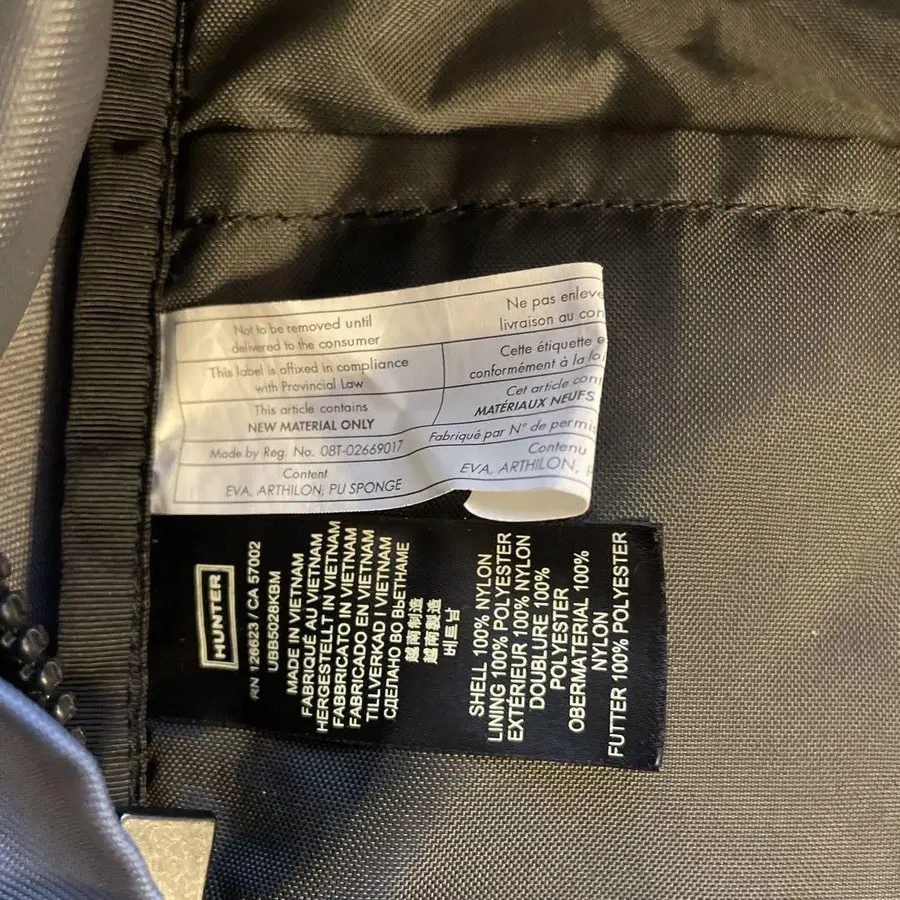 Not to be removed until
delivered to the consumer
This label is affixed in compliance
with Provincial Law
This article contains
NEW MATERIAL ONLY
Made by Reg. No. 08T-02669017
Content
EVA, ARTHILON, PU SPONGE
Ne pas enleve
livraison au con
Cette étiquette e
conformément à la loi
Cet article con
MATÉRIAUX NEUFS
Fabriqué par N° de permi
Contenu
EVA, ARTHILON,
HUNTER
RN 126623 / CA 57002
UBB5028KBM
MADE IN VIETNAM
FABRIQUÉ AU VIETNAM
HERGESTELLT IN VIETNAM
FABBRICATO IN VIETNAM
FABRICADO EN VIETNAM
TILLVERKAD I VIETNAM
СДЕЛАНО ВО ВЬЕТНАМЕ
越南制造
越南製造
베트남
SHELL 100% NYLON
LINING 100% POLYESTER
EXTÉRIEUR 100% NYLON
DOUBLURE 100%
POLYESTER
OBERMATERIAL 100%
NYLON
FUTTER 100% POLYESTER